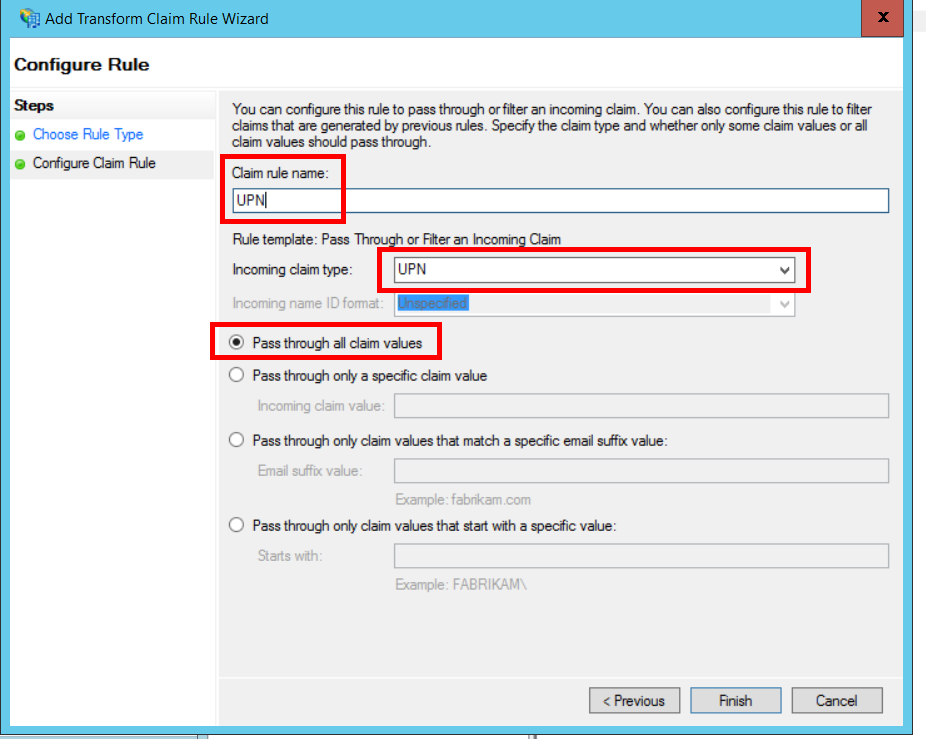 Add Transform Claim Rule Wizard
x
Configure Rule
Steps
Choose Rule Type
Configure Claim Rule
You can configure this rule to pass through or filter an incoming claim. You can also configure this rule to filter
claims that are generated by previous rules. Specify the claim type and whether only some claim values or all
claim values should pass through.
Claim rule name:
UPN
Rule template: Pass Through or Filter an Incoming Claim
Incoming claim type: UPN
Incoming name ID format: Unspecified
Pass through all claim values
Pass through only a specific claim value
Incoming claim value:
Pass through only claim values that match a specific email suffix value:
Email suffix value:
Example: fabrikam.com
Pass through only claim values that start with a specific value:
Starts with:
Example: FABRIKAM\
< Previous Finish Cancel